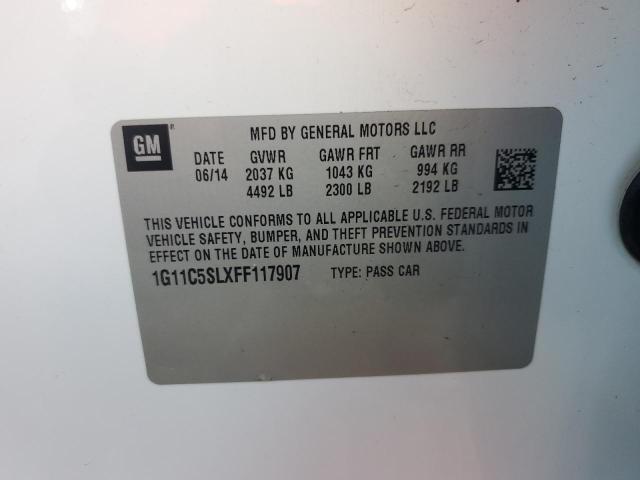 GM®
MFD BY GENERAL MOTORS LLC
DATE GVWR GAWR FRT GAWR RR
06/14 2037 KG 1043 KG 994 KG
4492 LB 2300 LB 2192 LB
THIS VEHICLE CONFORMS TO ALL APPLICABLE U.S. FEDERAL MOTOR
VEHICLE SAFETY, BUMPER, AND THEFT PREVENTION STANDARDS IN
EFFECT ON THE DATE OF MANUFACTURE SHOWN ABOVE.
1G11C5SLXFF117907 TYPE: PASS CAR